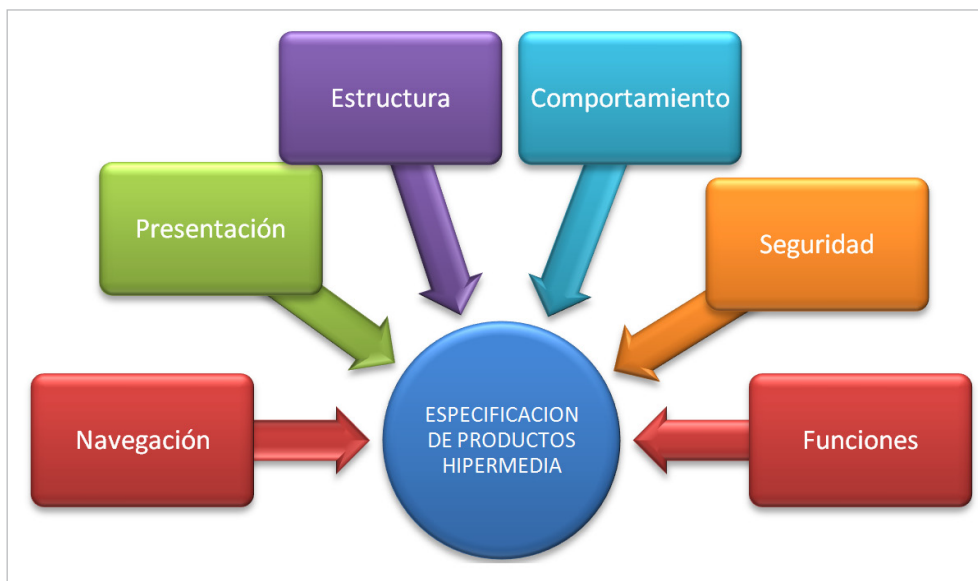 Estructura
Comportamiento
Presentación
Seguridad
Navegación
ESPECIFICACION
DE PRODUCTOS
HIPERMEDIA
Funciones